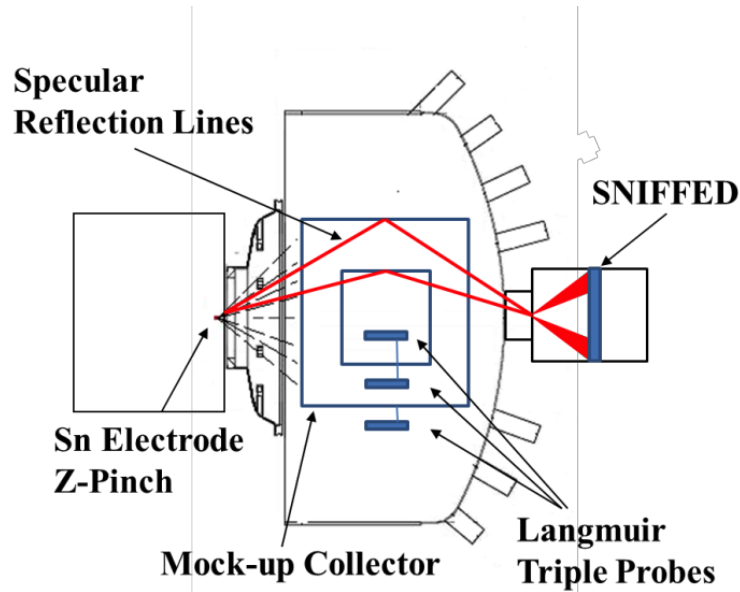 Specular
Reflection Lines
SNIFFED
Sn Electrode
Z-Pinch
Mock-up Collector
Langmuir
Triple Probes